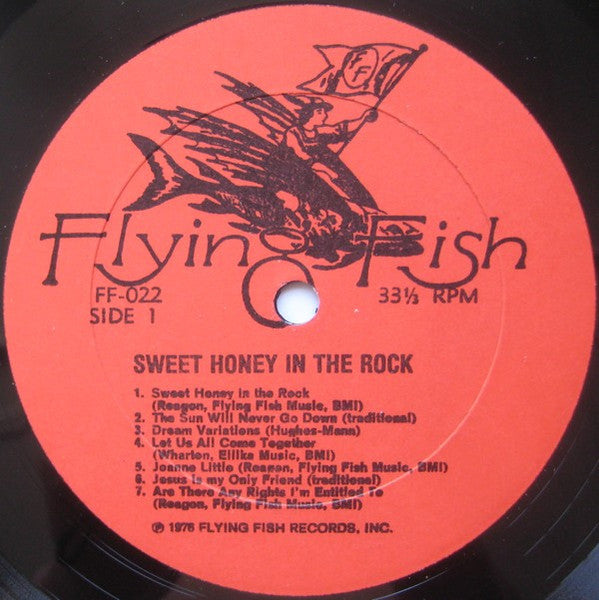 FF
Flying Fish
FF-022 33⅓ RPM
SIDE 1
SWEET HONEY IN THE ROCK
1. Sweet Honey in the Rock
(Reagon, Flying Fish Music, BMI)
2. The Sun Will Never Go Down (traditional)
3. Dream Variations (Hughes-Mann)
4. Let Us All Come Together
(Wharton, Ellike Music, BMI)
5. Joanne Little (Reagon, Flying Fish Music, BMI)
6. Jesus is my Only Friend (traditional)
7. Are There Any Rights I'm Entitled To
(Reagon, Flying Fish Music, BMI)
℗ 1976 FLYING FISH RECORDS, INC.